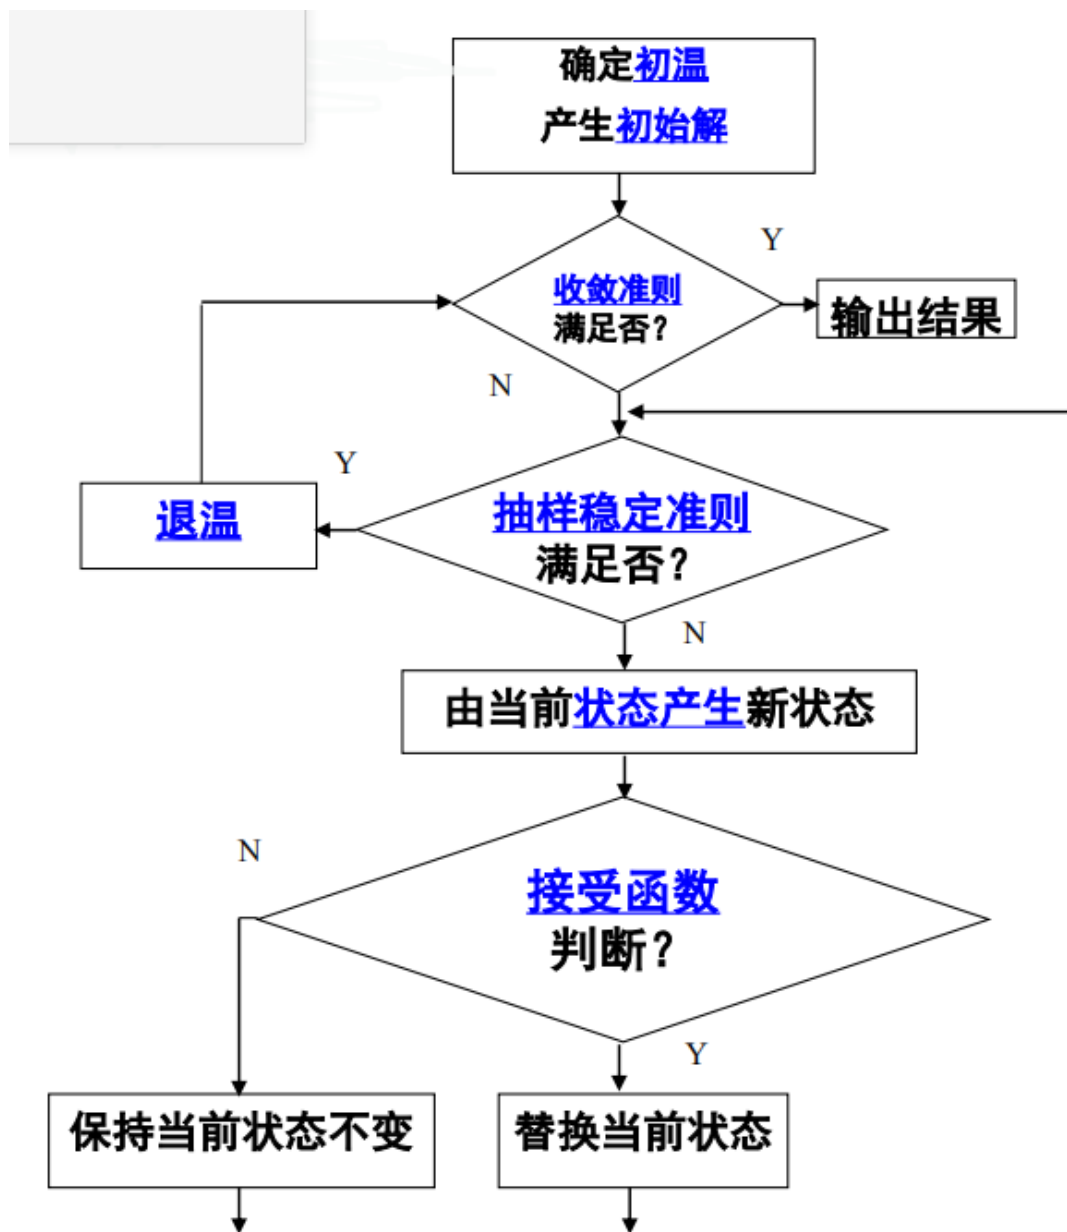 确定初温
产生初始解
Y
收敛准则
满足否？
输出结果
N
Y
抽样稳定准则
满足否？
退温
N
由当前状态产生新状态
N
接受函数
判断？
Y
保持当前状态不变
替换当前状态